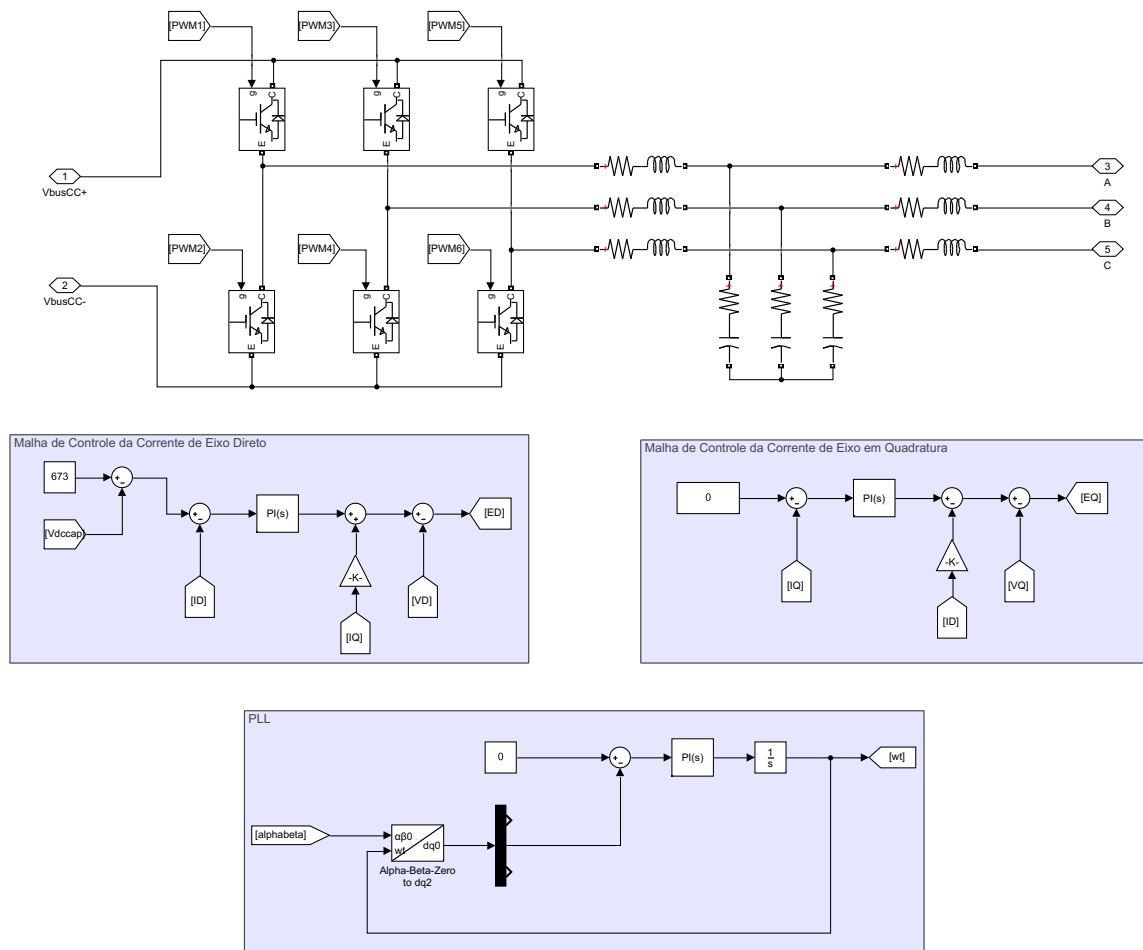 [PWM1]
[PWM3]
[PWM5]
g
C
E
g
C
E
g
C
E
1
VbusCC+
3
A
4
B
5
C
[PWM2]
[PWM4]
[PWM6]
2
VbusCC-
g
C
E
g
C
E
g
C
E
+
+
+
+
+
+
+
+
+
Malha de Controle da Corrente de Eixo Direto
673
+
−
[Vdccap]
+
−
PI(s)
+
+
+
−
[ED]
[ID]
-K-
[VD]
[IQ]
Malha de Controle da Corrente de Eixo em Quadratura
0
+
−
PI(s)
+
−
+
−
[EQ]
[IQ]
-K-
[VQ]
[ID]
PLL
0
+
−
PI(s)
1
s
[wt]
[alphabeta]
αβ0
wt
dq0
Alpha-Beta-Zero
to dq2